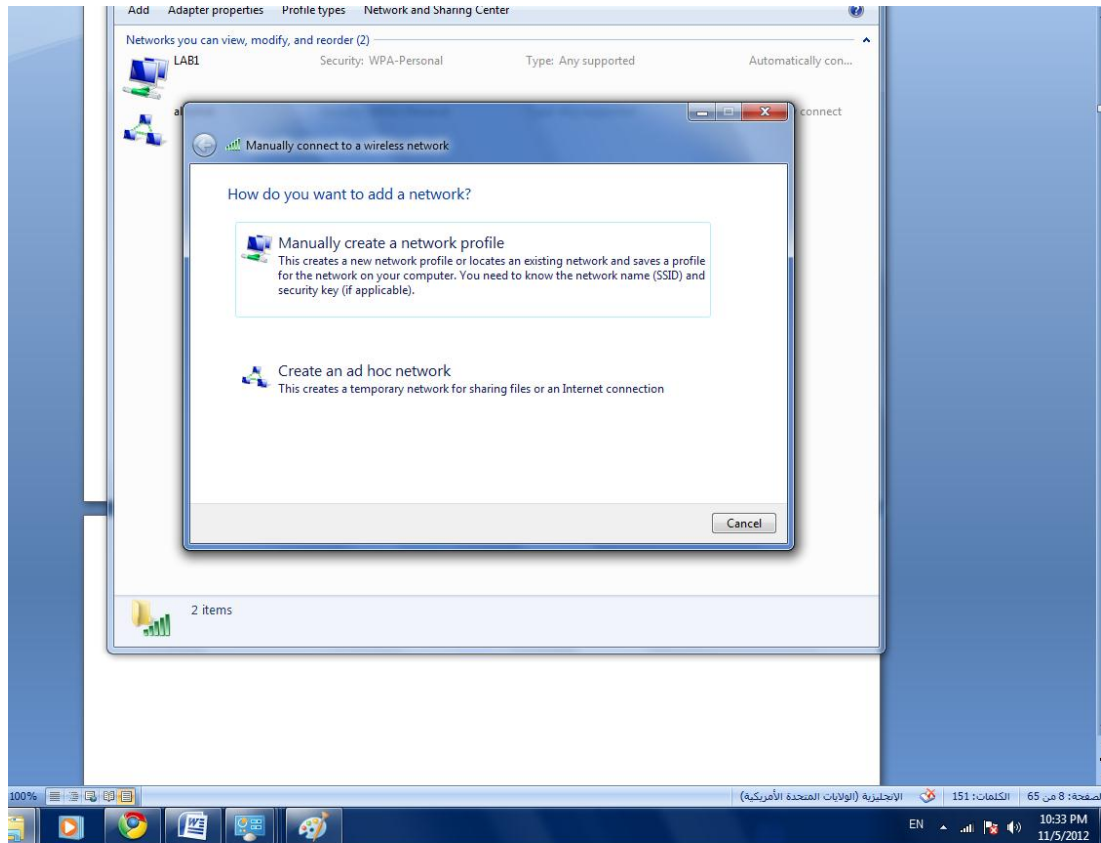 Add Adapter properties Profile types Network and Sharing Center
Networks you can view, modify, and reorder (2)
LAB1 Security: WPA-Personal Type: Any supported Automatically con...
connect
Manually connect to a wireless network
How do you want to add a network?
Manually create a network profile
This creates a new network profile or locates an existing network and saves a profile
for the network on your computer. You need to know the network name (SSID) and
security key (if applicable).
Create an ad hoc network
This creates a temporary network for sharing files or an Internet connection
Cancel
2 items
100%
الإنجليزية (الولايات المتحدة الأمريكية)
الكلمات: 151
صفحة: 8 من 65
EN
10:33 PM
11/5/2012